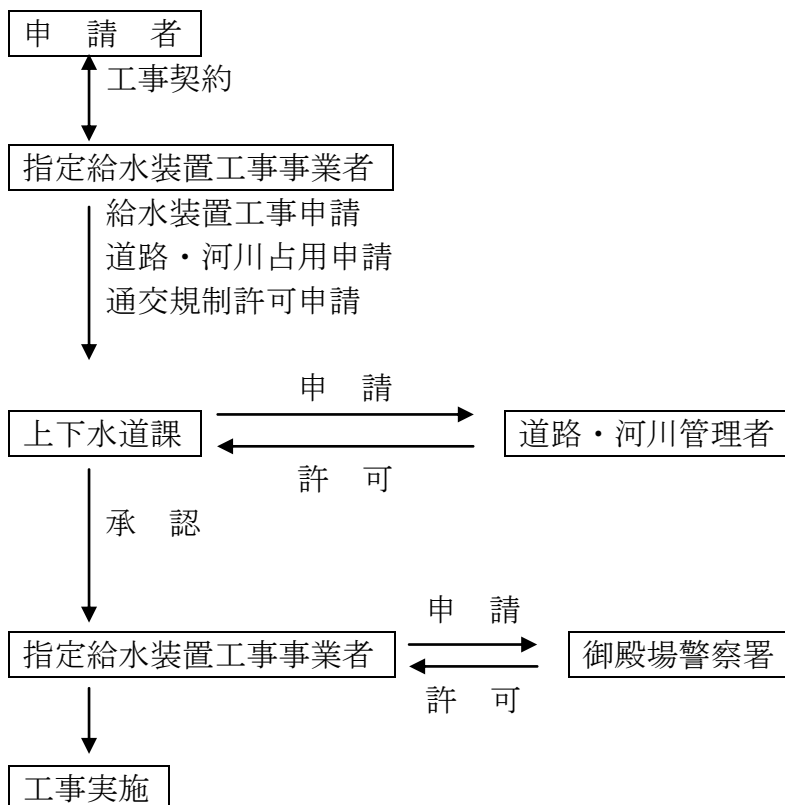 申　請　者
工事契約
指定給水装置工事事業者
給水装置工事申請
道路・河川占用申請
通交規制許可申請
申　請
上下水道課
道路・河川管理者
許　可
承　認
申　請
指定給水装置工事事業者
御殿場警察署
許　可
工事実施